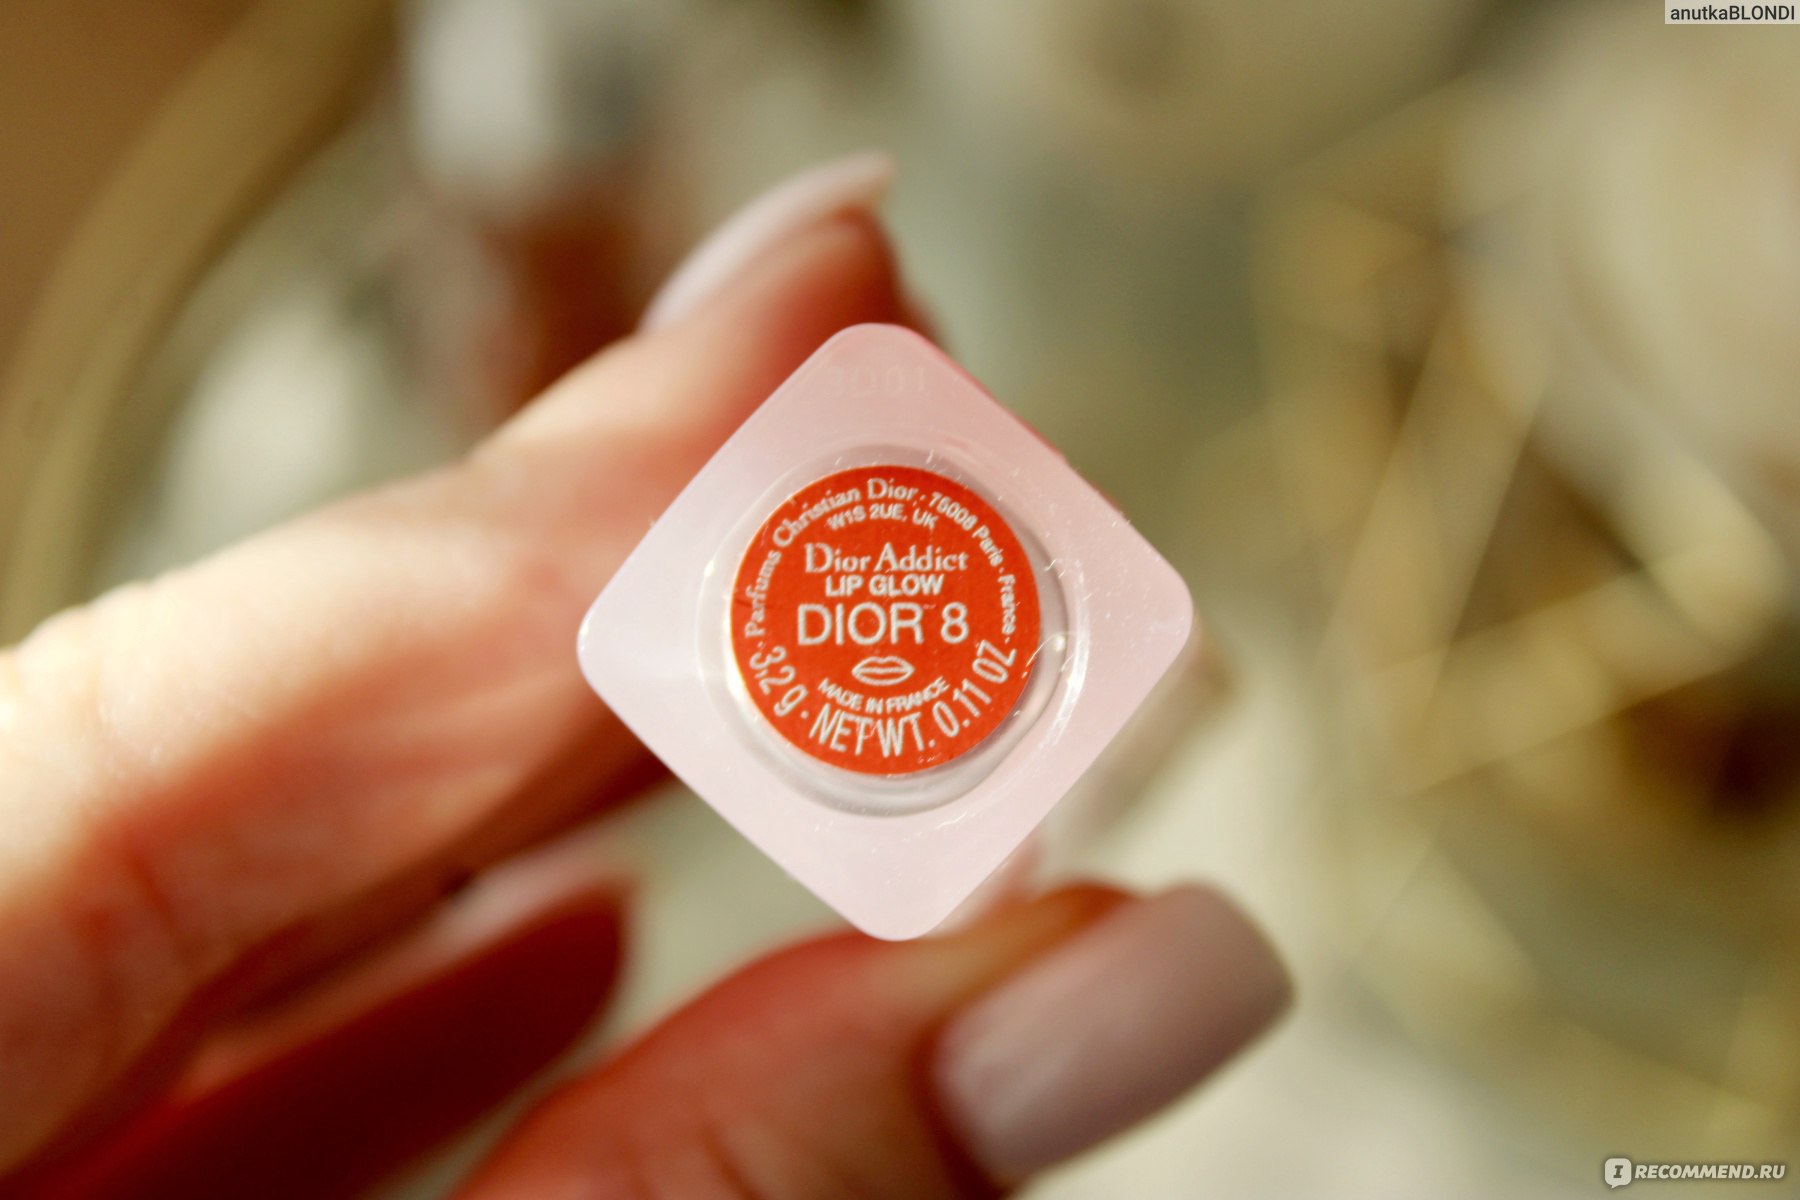 anutkaBLONDI
Parfums Christian Dior · 75008 Paris · France ·
W1S 2UE, UK
Dior Addict
LIP GLOW
DIOR 8
MADE IN FRANCE
3,2 g · NET WT. 0.11 OZ
I RECOMMEND.RU